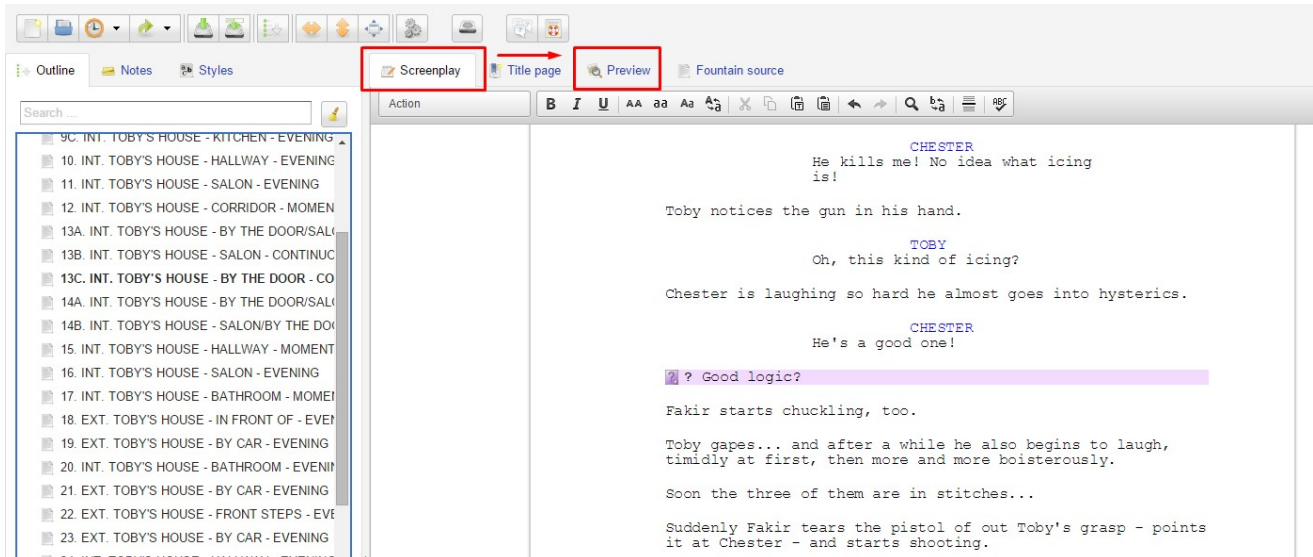 Outline Notes Styles
Screenplay Title page Preview Fountain source
Search ...
Action
B I U AA aa Aa
ABC
9C. INT. TOBY'S HOUSE - KITCHEN - EVENING
10. INT. TOBY'S HOUSE - HALLWAY - EVENING
11. INT. TOBY'S HOUSE - SALON - EVENING
12. INT. TOBY'S HOUSE - CORRIDOR - MOMEN
13A. INT. TOBY'S HOUSE - BY THE DOOR/SAL
13B. INT. TOBY'S HOUSE - SALON - CONTINUC
13C. INT. TOBY'S HOUSE - BY THE DOOR - CO
14A. INT. TOBY'S HOUSE - BY THE DOOR/SAL
14B. INT. TOBY'S HOUSE - SALON/BY THE DO
15. INT. TOBY'S HOUSE - HALLWAY - MOMENT
16. INT. TOBY'S HOUSE - SALON - EVENING
17. INT. TOBY'S HOUSE - BATHROOM - MOME
18. EXT. TOBY'S HOUSE - IN FRONT OF - EVE
19. EXT. TOBY'S HOUSE - BY CAR - EVENING
20. INT. TOBY'S HOUSE - BATHROOM - EVENI
21. EXT. TOBY'S HOUSE - BY CAR - EVENING
22. EXT. TOBY'S HOUSE - FRONT STEPS - EVE
23. EXT. TOBY'S HOUSE - BY CAR - EVENING
CHESTER
He kills me! No idea what icing
is!
Toby notices the gun in his hand.
TOBY
Oh, this kind of icing?
Chester is laughing so hard he almost goes into hysterics.
CHESTER
He's a good one!
? Good logic?
Fakir starts chuckling, too.
Toby gapes... and after a while he also begins to laugh,
timidly at first, then more and more boisterously.
Soon the three of them are in stitches...
Suddenly Fakir tears the pistol of out Toby's grasp - points
it at Chester - and starts shooting.